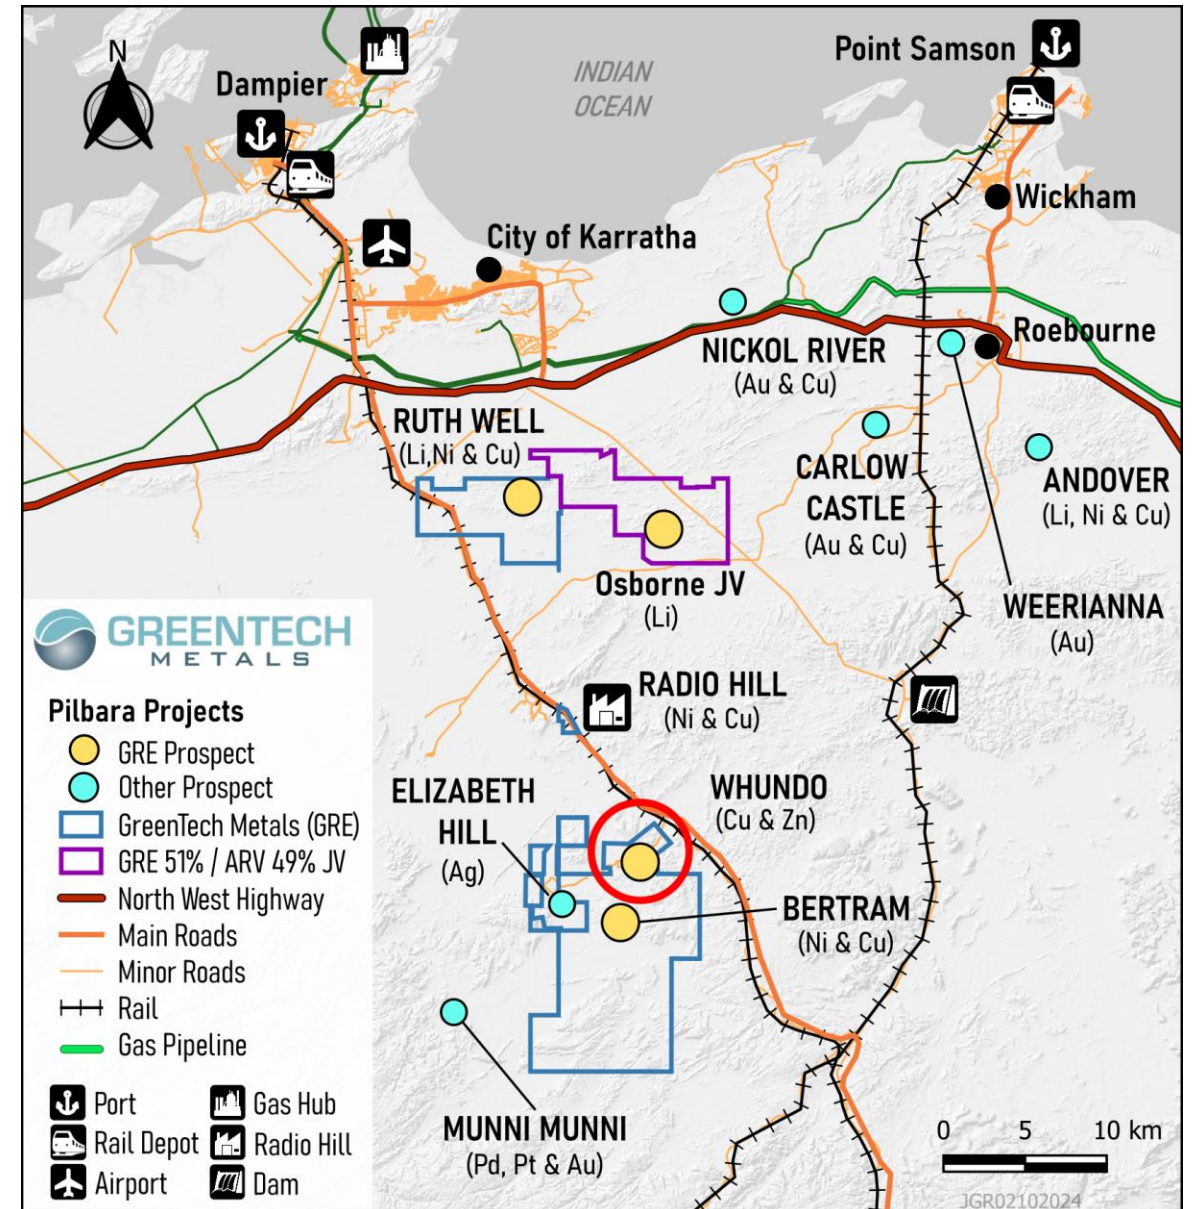 N
Dampier
INDIAN
OCEAN
Point Samson
Wickham
City of Karratha
Roebourne
NICKOL RIVER
(Au & Cu)
RUTH WELL
(Li,Ni & Cu)
CARLOW
CASTLE
(Au & Cu)
ANDOVER
(Li, Ni & Cu)
Osborne JV
(Li)
WEERIANNA
(Au)
GREENTECH
METALS
RADIO HILL
(Ni & Cu)
Pilbara Projects
GRE Prospect
Other Prospect
GreenTech Metals (GRE)
GRE 51% / ARV 49% JV
North West Highway
Main Roads
Minor Roads
Rail
Gas Pipeline
Port
Gas Hub
Rail Depot
Radio Hill
Airport
Dam
ELIZABETH
HILL
(Ag)
WHUNDO
(Cu & Zn)
BERTRAM
(Ni & Cu)
MUNNI MUNNI
(Pd, Pt & Au)
0 5 10 km
JGR02102024